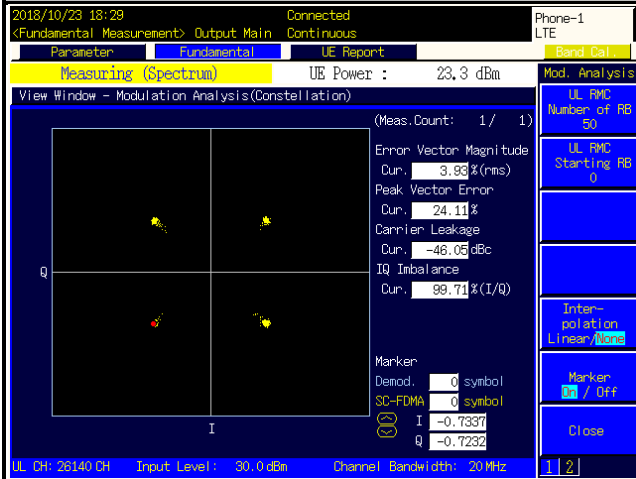 2018/10/23 18:29 Connected Phone-1
<Fundamental Measurement> Output Main Continuous LTE
Parameter Fundamental UE Report Band Cal.
Measuring (Spectrum) UE Power : 23.3 dBm Mod. Analysis
View Window - Modulation Analysis(Constellation)
(Meas.Count: 1/ 1)
Error Vector Magnitude
Cur. 3.93 %(rms)
Peak Vector Error
Cur. 24.11 %
Carrier Leakage
Cur. -46.05 dBc
IQ Imbalance
Cur. 99.71 %(I/Q)
Q
I
Marker
Demod. 0 symbol
SC-FDMA 0 symbol
I -0.7337
Q -0.7232
UL RMC
Number of RB
50
UL RMC
Starting RB
0
Inter-
polation
Linear/None
Marker
On / Off
Close
UL CH: 26140 CH Input Level: 30.0 dBm Channel Bandwidth: 20 MHz 1 2